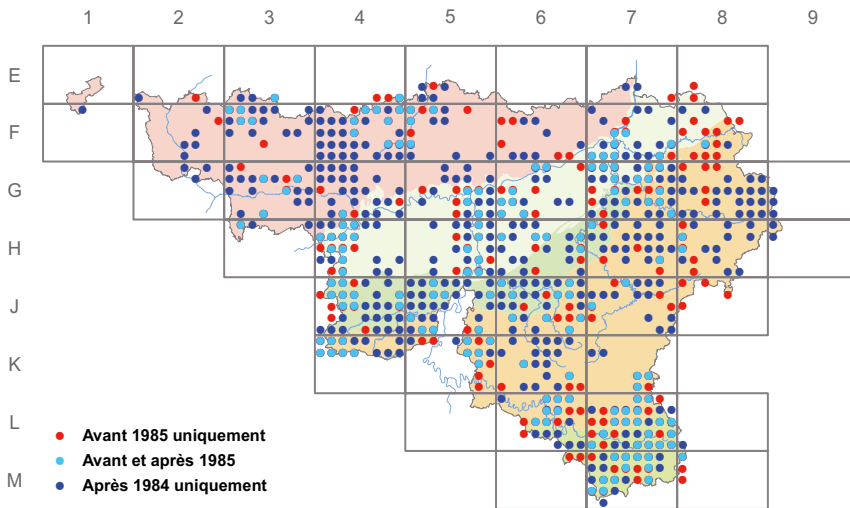 1 2 3 4 5 6 7 8 9
E
F
G
H
J
K
L
M
Avant 1985 uniquement
Avant et après 1985
Après 1984 uniquement